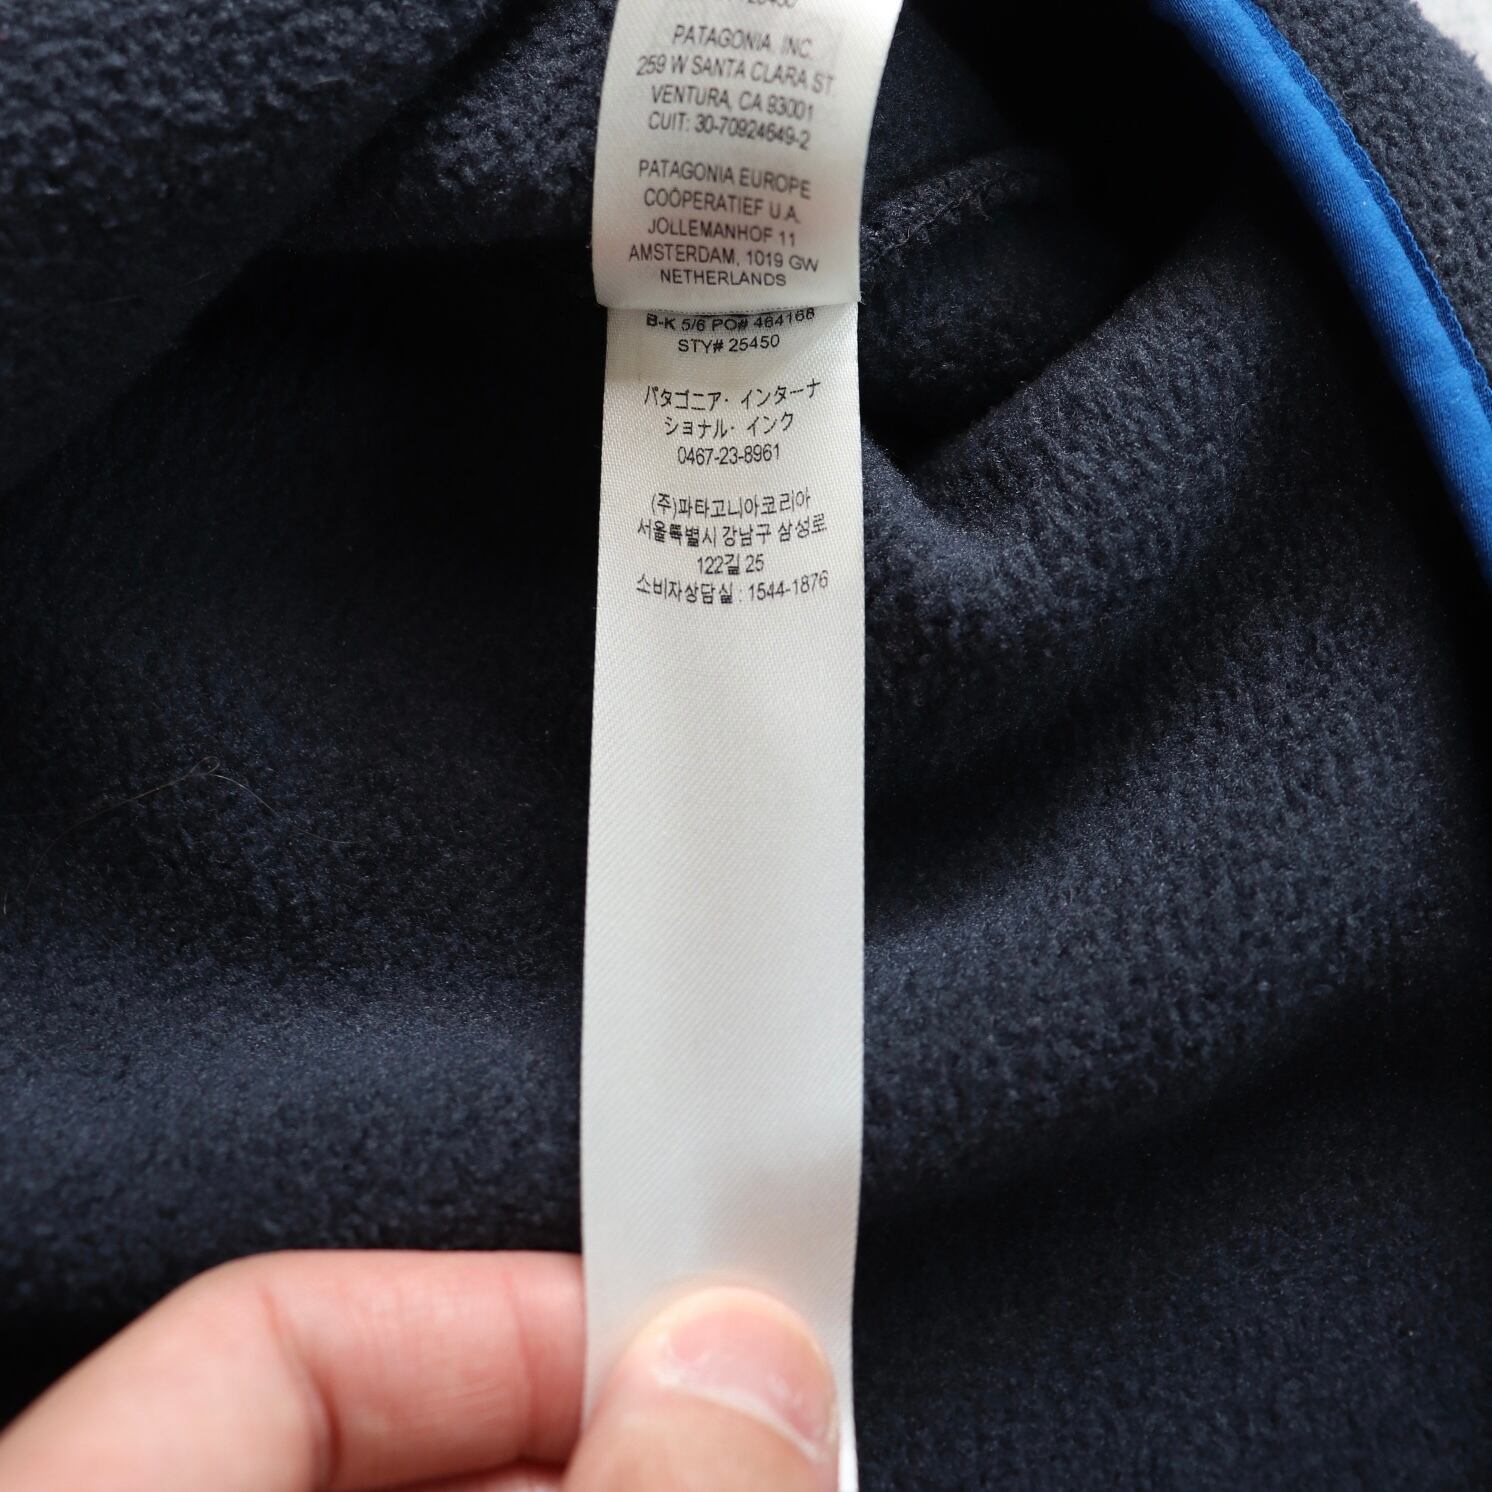 PATAGONIA, INC.
259 W SANTA CLARA ST.
VENTURA, CA 93001
CUIT: 30-70924649-2
PATAGONIA EUROPE
COÖPERATIEF U.A.
JOLLEMANHOF 11
AMSTERDAM, 1019 GW
NETHERLANDS
B-K 5/6 PO# 464168
STY# 25450
パタゴニア・インターナ
ショナル・インク
0467-23-8961
(주)파타고니아코리아
서울특별시 강남구 삼성로
122길 25
소비자상담실 : 1544-1876